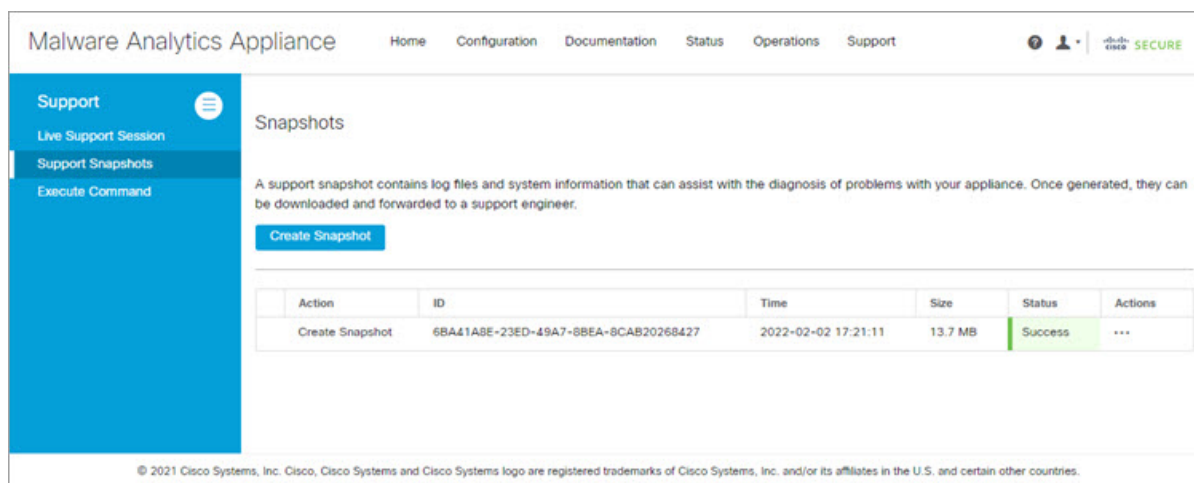 Malware Analytics Appliance Home Configuration Documentation Status Operations Support cisco SECURE
Support
Live Support Session
Support Snapshots
Execute Command
Snapshots
A support snapshot contains log files and system information that can assist with the diagnosis of problems with your appliance. Once generated, they can
be downloaded and forwarded to a support engineer.
Create Snapshot
Action ID Time Size Status Actions
Create Snapshot 6BA41A8E-23ED-49A7-8BEA-8CAB20268427 2022-02-02 17:21:11 13.7 MB Success ...
© 2021 Cisco Systems, Inc. Cisco, Cisco Systems and Cisco Systems logo are registered trademarks of Cisco Systems, Inc. and/or its affiliates in the U.S. and certain other countries.